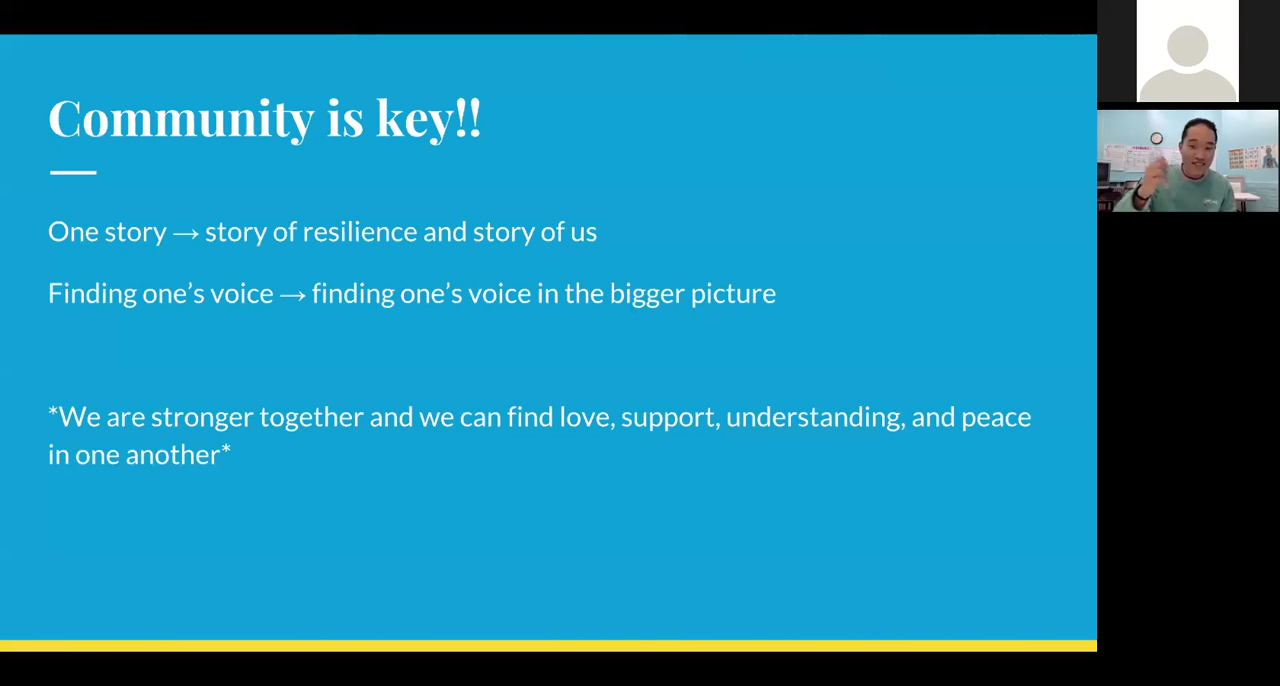 Community is key!!
One story → story of resilience and story of us
Finding one’s voice → finding one’s voice in the bigger picture
*We are stronger together and we can find love, support, understanding, and peace
in one another*